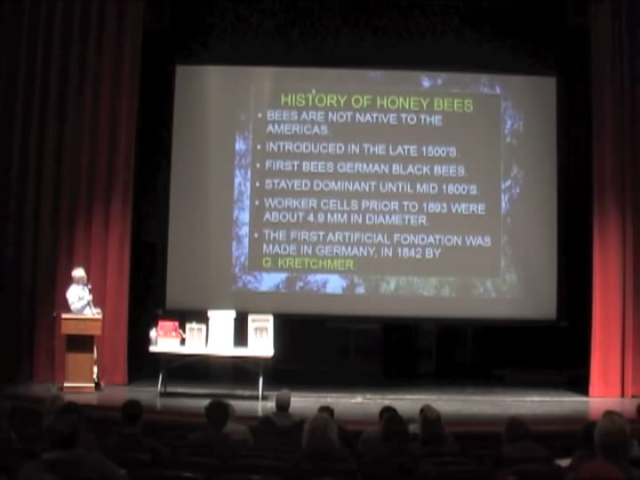 HISTORY OF HONEY BEES
• BEES ARE NOT NATIVE TO THE
AMERICAS.
• INTRODUCED IN THE LATE 1500'S.
• FIRST BEES GERMAN BLACK BEES.
• STAYED DOMINANT UNTIL MID 1800'S.
• WORKER CELLS PRIOR TO 1893 WERE
ABOUT 4.9 MM IN DIAMETER.
• THE FIRST ARTIFICIAL FONDATION WAS
MADE IN GERMANY, IN 1842 BY
G. KRETCHMER.